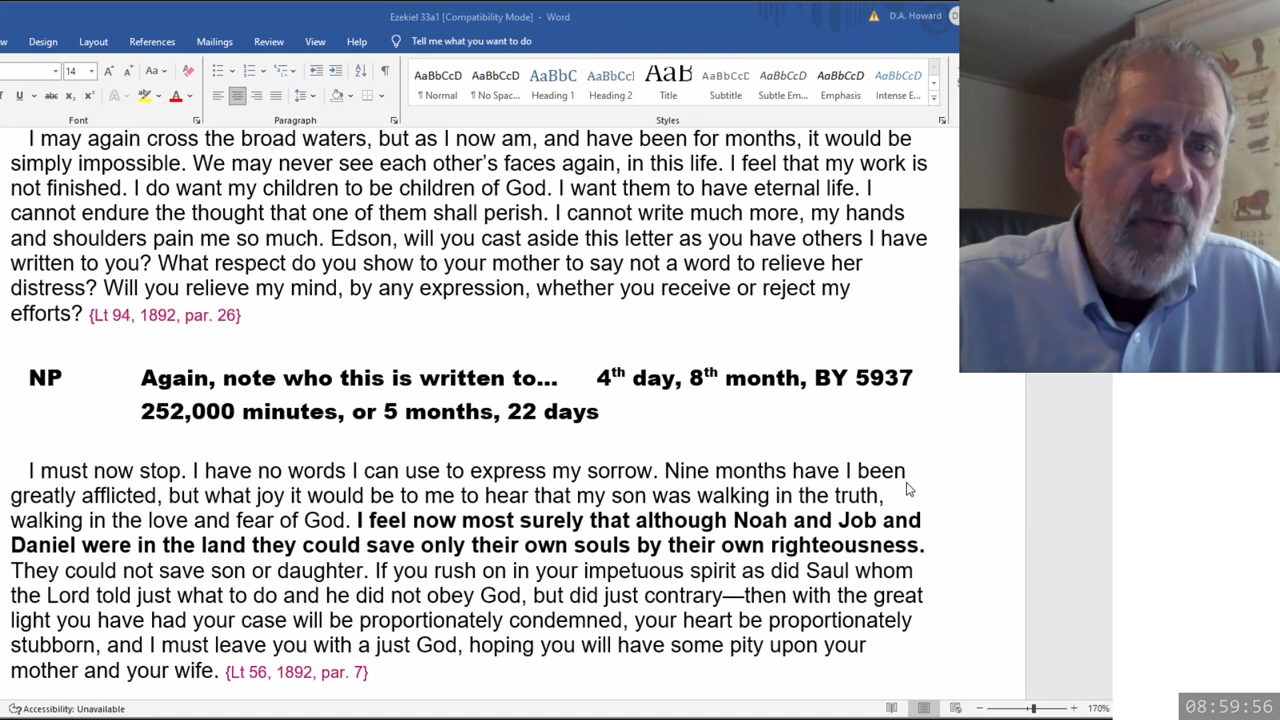 Ezekiel 33a1 [Compatibility Mode] - Word
D.A. Howard
Design Layout References Mailings Review View Help Tell me what you want to do
14 Aa
AaBbCcD AaBbCcD AaBbC AaBbCcI AaB AaBbCcD AaBbCcD AaBbCcD AaBbCcD
¶ Normal ¶ No Spac... Heading 1 Heading 2 Title Subtitle Subtle Em... Emphasis Intense E...
Font Paragraph Styles
I may again cross the broad waters, but as I now am, and have been for months, it would be
simply impossible. We may never see each other's faces again, in this life. I feel that my work is
not finished. I do want my children to be children of God. I want them to have eternal life. I
cannot endure the thought that one of them shall perish. I cannot write much more, my hands
and shoulders pain me so much. Edson, will you cast aside this letter as you have others I have
written to you? What respect do you show to your mother to say not a word to relieve her
distress? Will you relieve my mind, by any expression, whether you receive or reject my
efforts? {Lt 94, 1892, par. 26}
NP Again, note who this is written to... 4th day, 8th month, BY 5937
252,000 minutes, or 5 months, 22 days
I must now stop. I have no words I can use to express my sorrow. Nine months have I been
greatly afflicted, but what joy it would be to me to hear that my son was walking in the truth,
walking in the love and fear of God. I feel now most surely that although Noah and Job and
Daniel were in the land they could save only their own souls by their own righteousness.
They could not save son or daughter. If you rush on in your impetuous spirit as did Saul whom
the Lord told just what to do and he did not obey God, but did just contrary—then with the great
light you have had your case will be proportionately condemned, your heart be proportionately
stubborn, and I must leave you with a just God, hoping you will have some pity upon your
mother and your wife. {Lt 56, 1892, par. 7}
Accessibility: Unavailable 170%
08:59:56